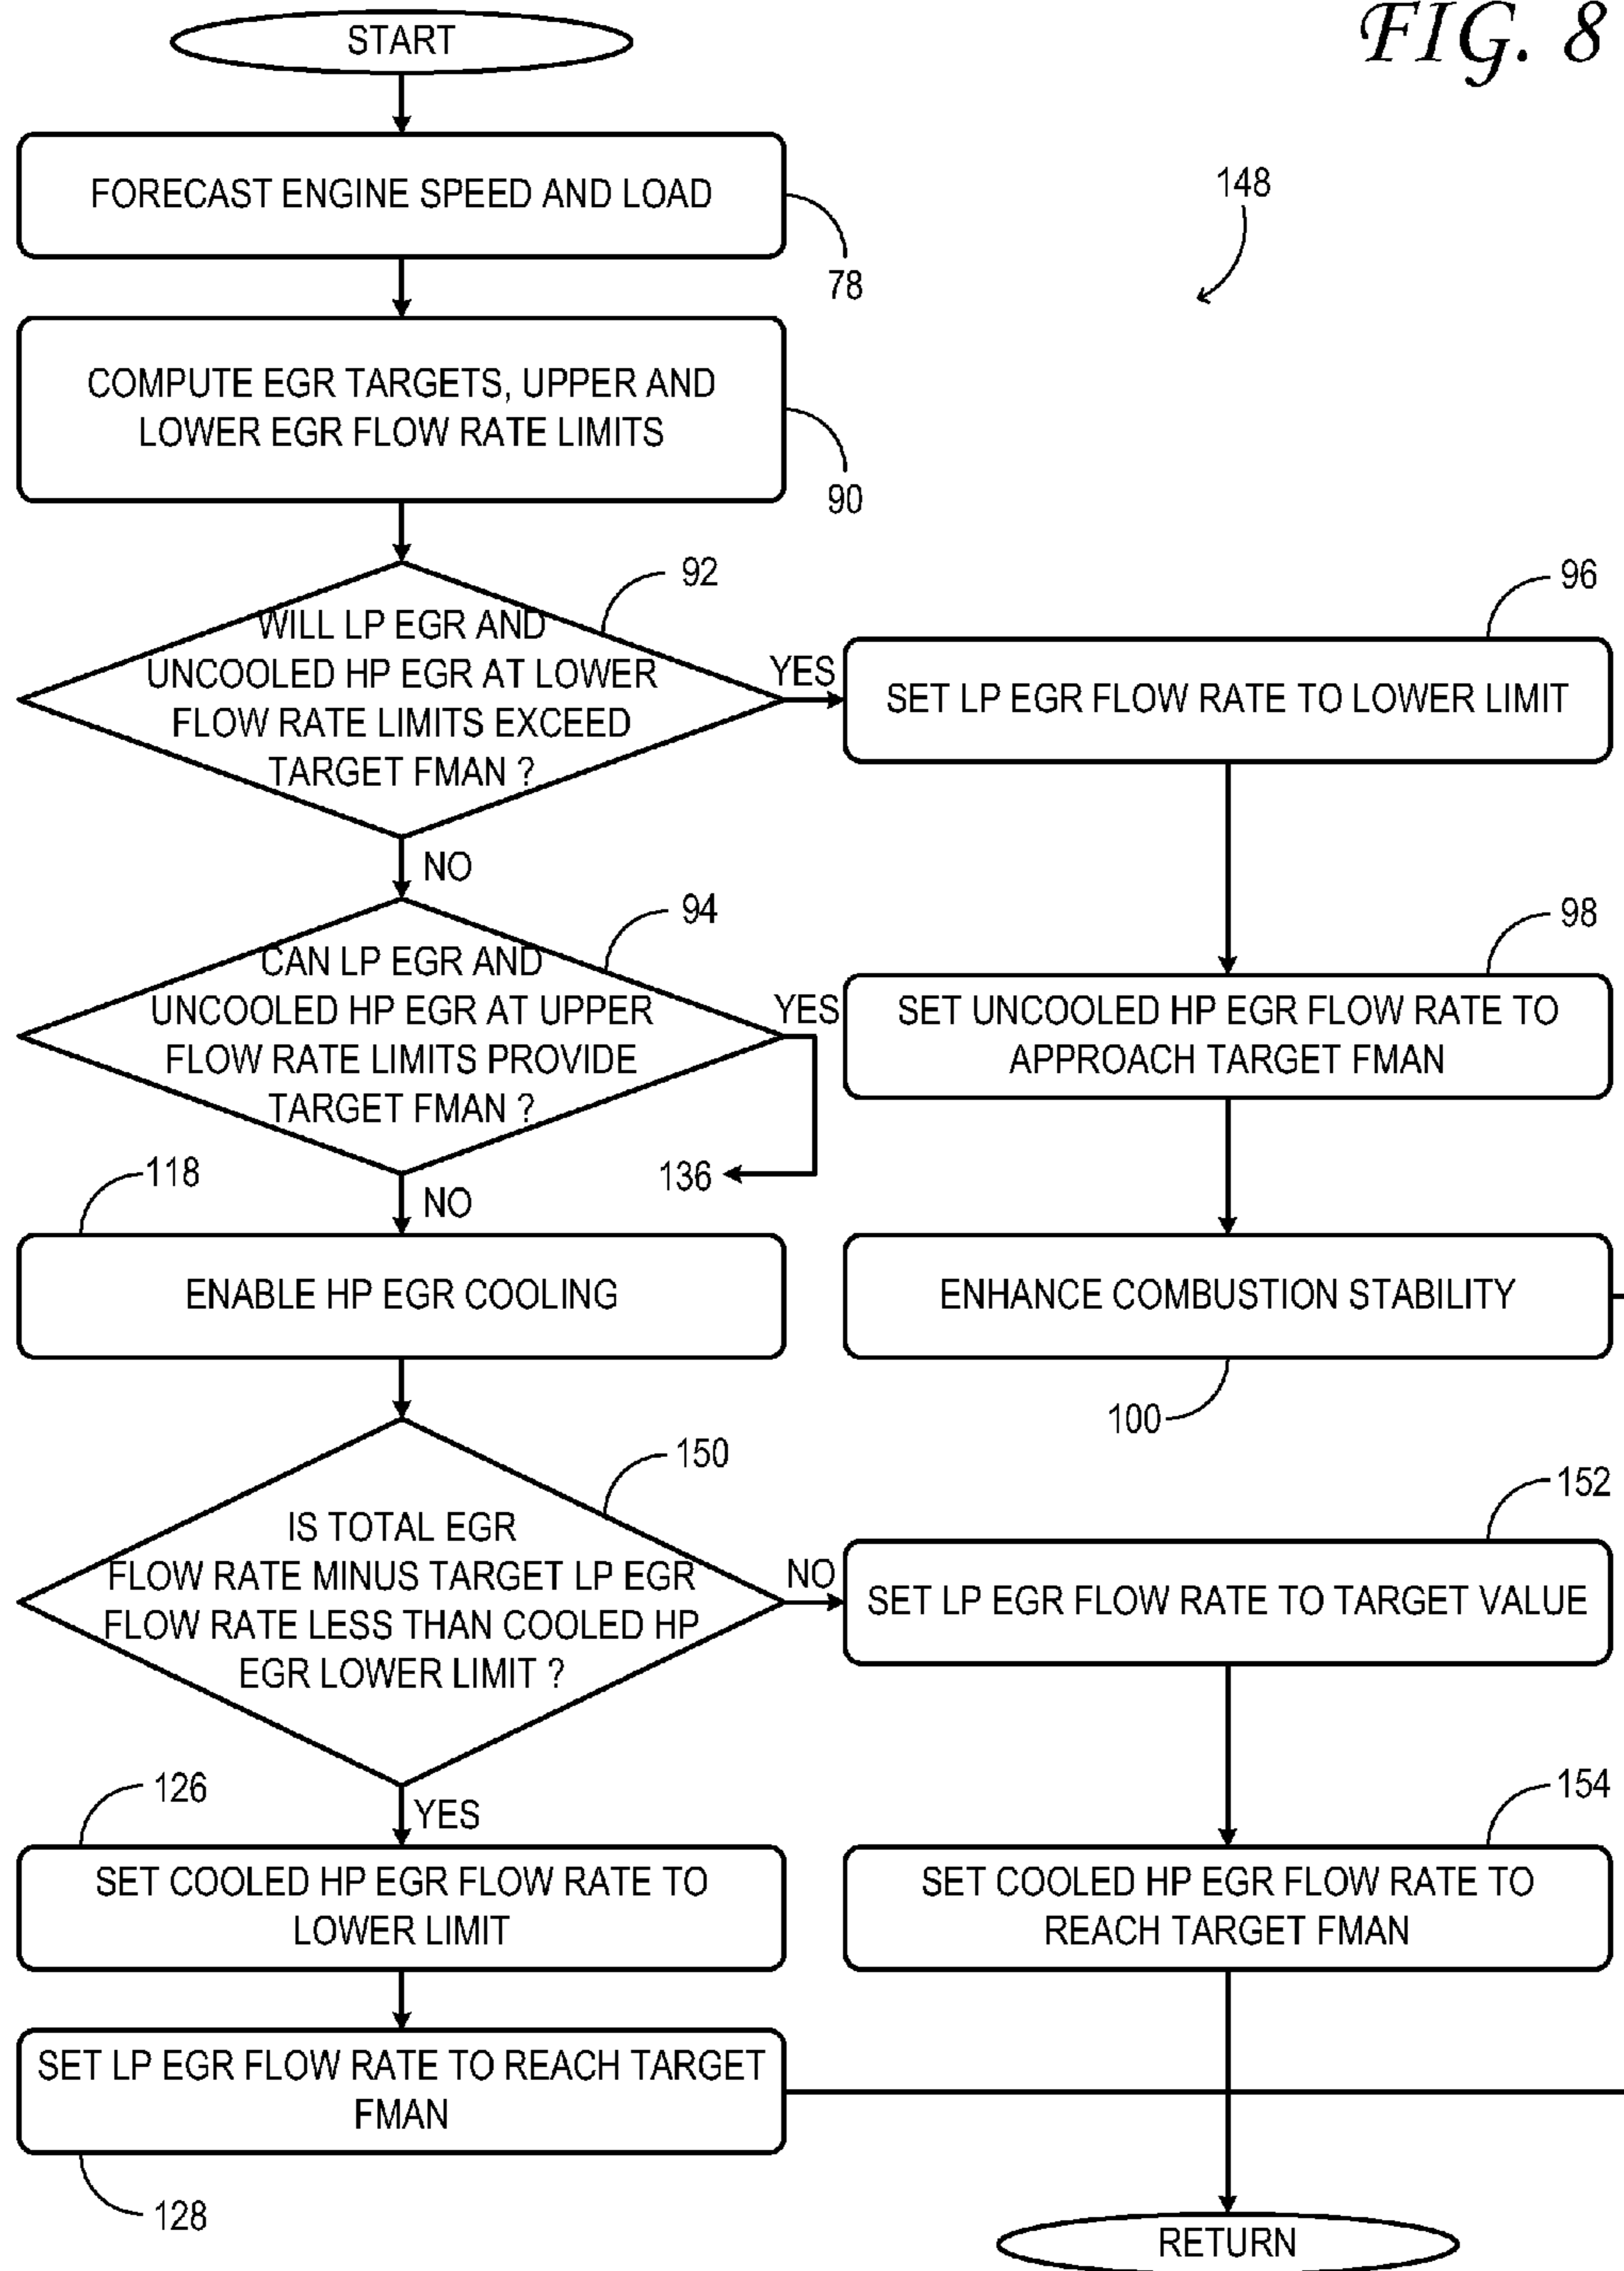 FIG. 8
START
FORECAST ENGINE SPEED AND LOAD
148
78
COMPUTE EGR TARGETS, UPPER AND
LOWER EGR FLOW RATE LIMITS
90
92
WILL LP EGR AND
UNCOOLED HP EGR AT LOWER
FLOW RATE LIMITS EXCEED
TARGET FMAN ?
YES
96
SET LP EGR FLOW RATE TO LOWER LIMIT
NO
94
CAN LP EGR AND
UNCOOLED HP EGR AT UPPER
FLOW RATE LIMITS PROVIDE
TARGET FMAN ?
YES
136
98
SET UNCOOLED HP EGR FLOW RATE TO
APPROACH TARGET FMAN
118
NO
ENABLE HP EGR COOLING
ENHANCE COMBUSTION STABILITY
100
150
IS TOTAL EGR
FLOW RATE MINUS TARGET LP EGR
FLOW RATE LESS THAN COOLED HP
EGR LOWER LIMIT ?
NO
152
SET LP EGR FLOW RATE TO TARGET VALUE
126
YES
SET COOLED HP EGR FLOW RATE TO
LOWER LIMIT
154
SET COOLED HP EGR FLOW RATE TO
REACH TARGET FMAN
SET LP EGR FLOW RATE TO REACH TARGET
FMAN
128
RETURN